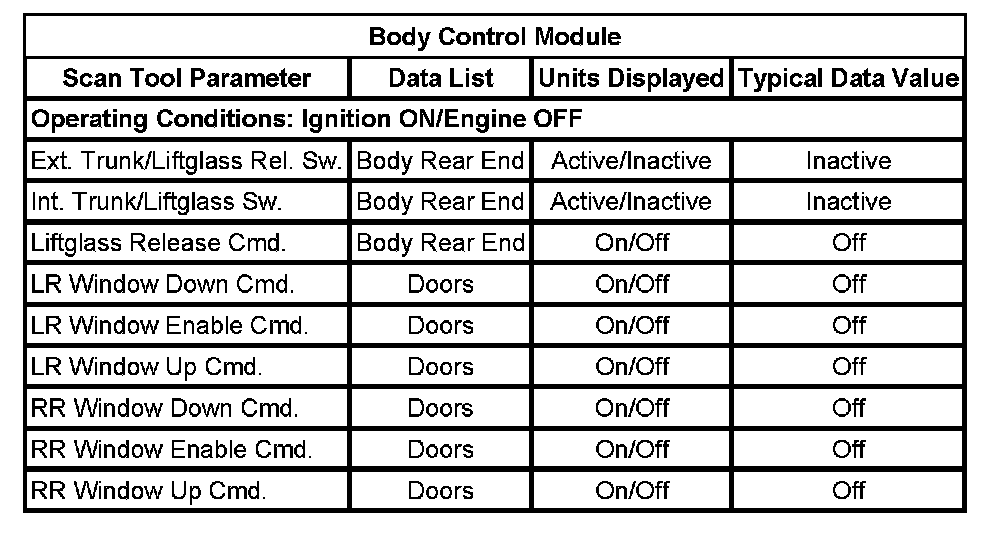 Body Control Module
Scan Tool Parameter Data List Units Displayed Typical Data Value
Operating Conditions: Ignition ON/Engine OFF
Ext. Trunk/Liftglass Rel. Sw. Body Rear End Active/Inactive Inactive
Int. Trunk/Liftglass Sw. Body Rear End Active/Inactive Inactive
Liftglass Release Cmd. Body Rear End On/Off Off
LR Window Down Cmd. Doors On/Off Off
LR Window Enable Cmd. Doors On/Off Off
LR Window Up Cmd. Doors On/Off Off
RR Window Down Cmd. Doors On/Off Off
RR Window Enable Cmd. Doors On/Off Off
RR Window Up Cmd. Doors On/Off Off